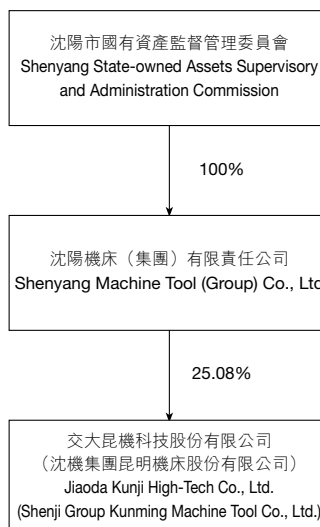 沈陽市國有資產監督管理委員會
Shenyang State-owned Assets Supervisory
and Administration Commission
100%
沈陽機床（集團）有限責任公司
Shenyang Machine Tool (Group) Co., Ltd
25.08%
交大昆機科技股份有限公司
（沈機集團昆明機床股份有限公司）
Jiaoda Kunji High-Tech Co., Ltd.
(Shenji Group Kunming Machine Tool Co., Ltd.)